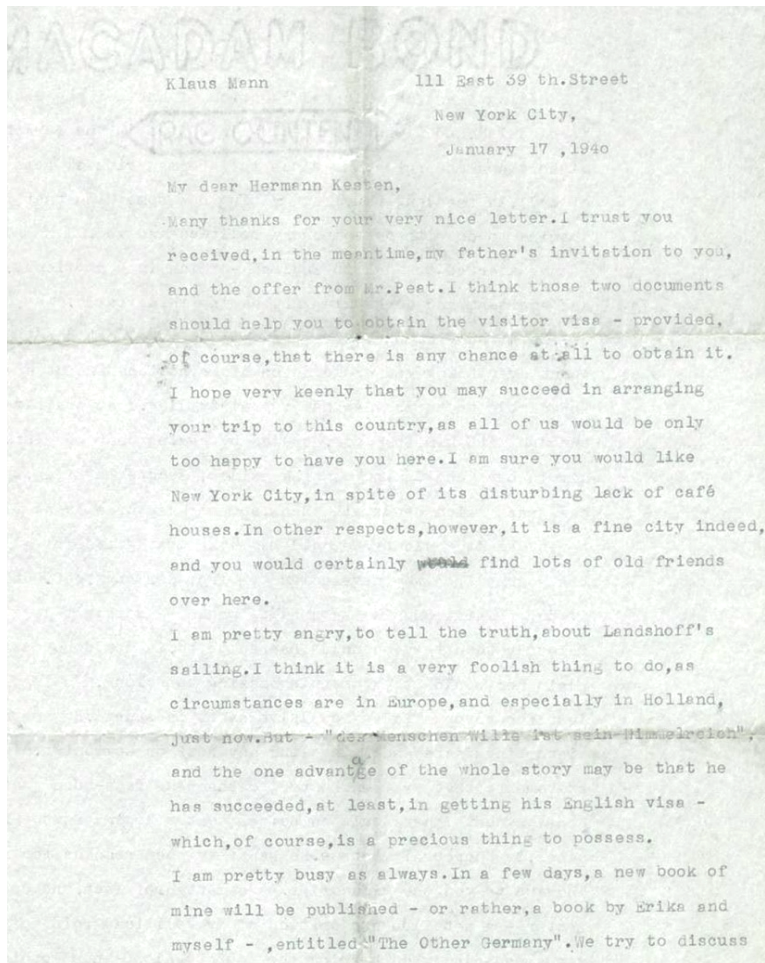 MACADAM BOND
RAG CONTENT
Klaus Mann 111 East 39 th.Street
New York City,
January 17 ,1940
My dear Hermann Kesten,
Many thanks for your very nice letter.I trust you
received,in the meantime,my father's invitation to you,
and the offer from Mr.Peat.I think those two documents
should help you to obtain the visitor visa - provided,
of course,that there is any chance at all to obtain it.
I hope very keenly that you may succeed in arranging
your trip to this country,as all of us would be only
too happy to have you here.I am sure you would like
New York City,in spite of its disturbing lack of café
houses.In other respects,however,it is a fine city indeed,
and you would certainly would find lots of old friends
over here.
I am pretty angry,to tell the truth,about Landshoff's
sailing.I think it is a very foolish thing to do,as
circumstances are in Europe,and especially in Holland,
just now.But - "des Menschen Wille ist sein Himmelreich",
and the one advantage of the whole story may be that he
has succeeded,at least,in getting his English visa -
which,of course,is a precious thing to possess.
I am pretty busy as always.In a few days,a new book of
mine will be published - or rather,a book by Erika and
myself - ,entitled "The Other Germany".We try to discuss